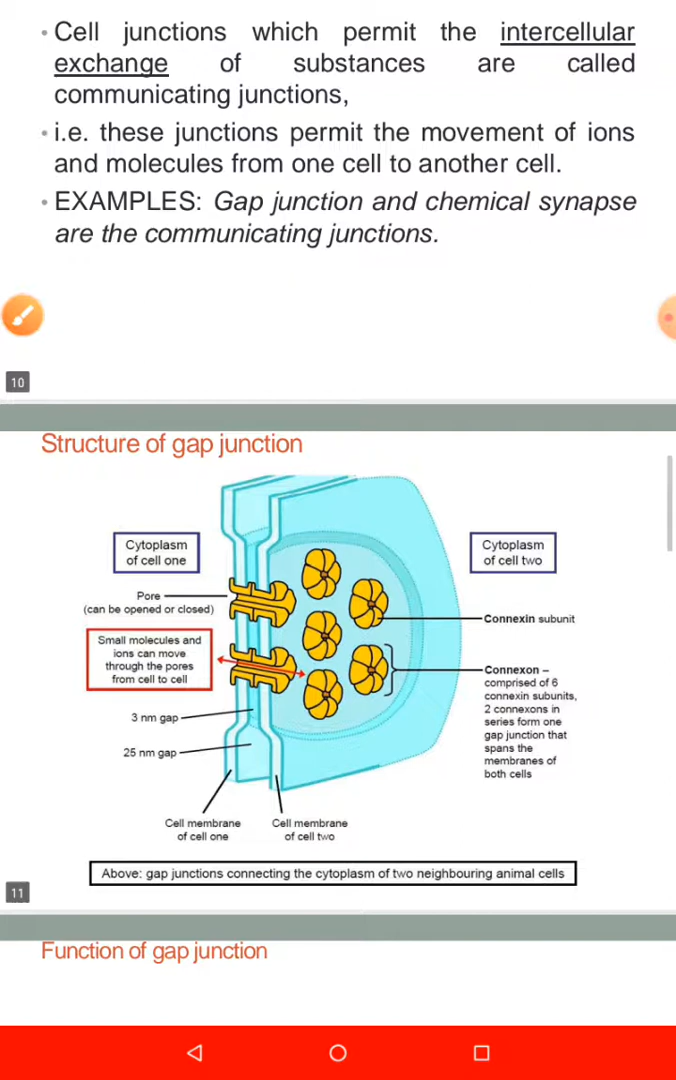 • Cell junctions which permit the intercellular
exchange of substances are called
communicating junctions,
• i.e. these junctions permit the movement of ions
and molecules from one cell to another cell.
• EXAMPLES: Gap junction and chemical synapse
are the communicating junctions.
10
Structure of gap junction
Cytoplasm
of cell one
Cytoplasm
of cell two
Pore
(can be opened or closed)
Connexin subunit
Small molecules and
ions can move
through the pores
from cell to cell
Connexon –
comprised of 6
connexin subunits,
2 connexons in
series form one
gap junction that
spans the
membranes of
both cells
3 nm gap
25 nm gap
Cell membrane
of cell one
Cell membrane
of cell two
Above: gap junctions connecting the cytoplasm of two neighbouring animal cells
11
Function of gap junction